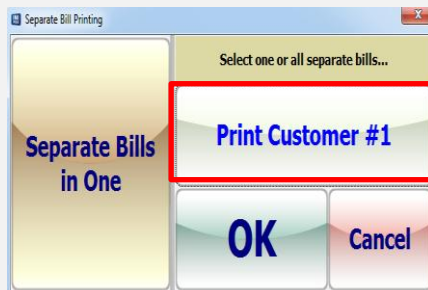 Separate Bill Printing
X
Select one or all separate bills...
Separate Bills
in One
Print Customer #1
OK
Cancel